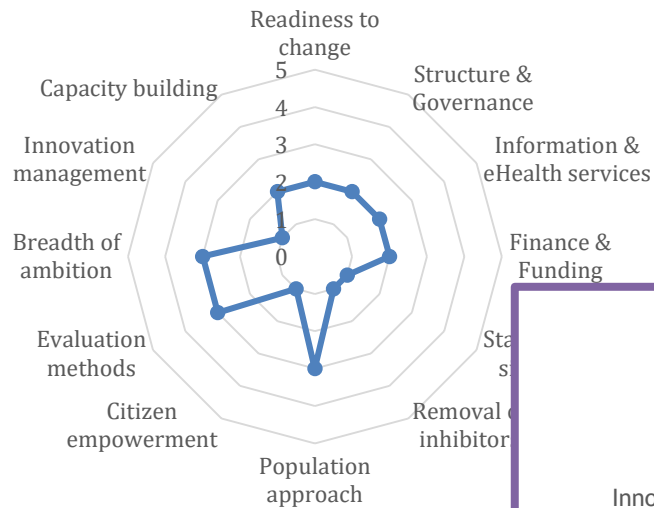 Readiness to
change
Structure &
Governance
Information &
eHealth services
Finance &
Funding
Removal
inhibitor
Population
approach
Citizen
empowerment
Evaluation
methods
Breadth of
ambition
Innovation
management
Capacity building
5
4
3
2
1
0
Inno